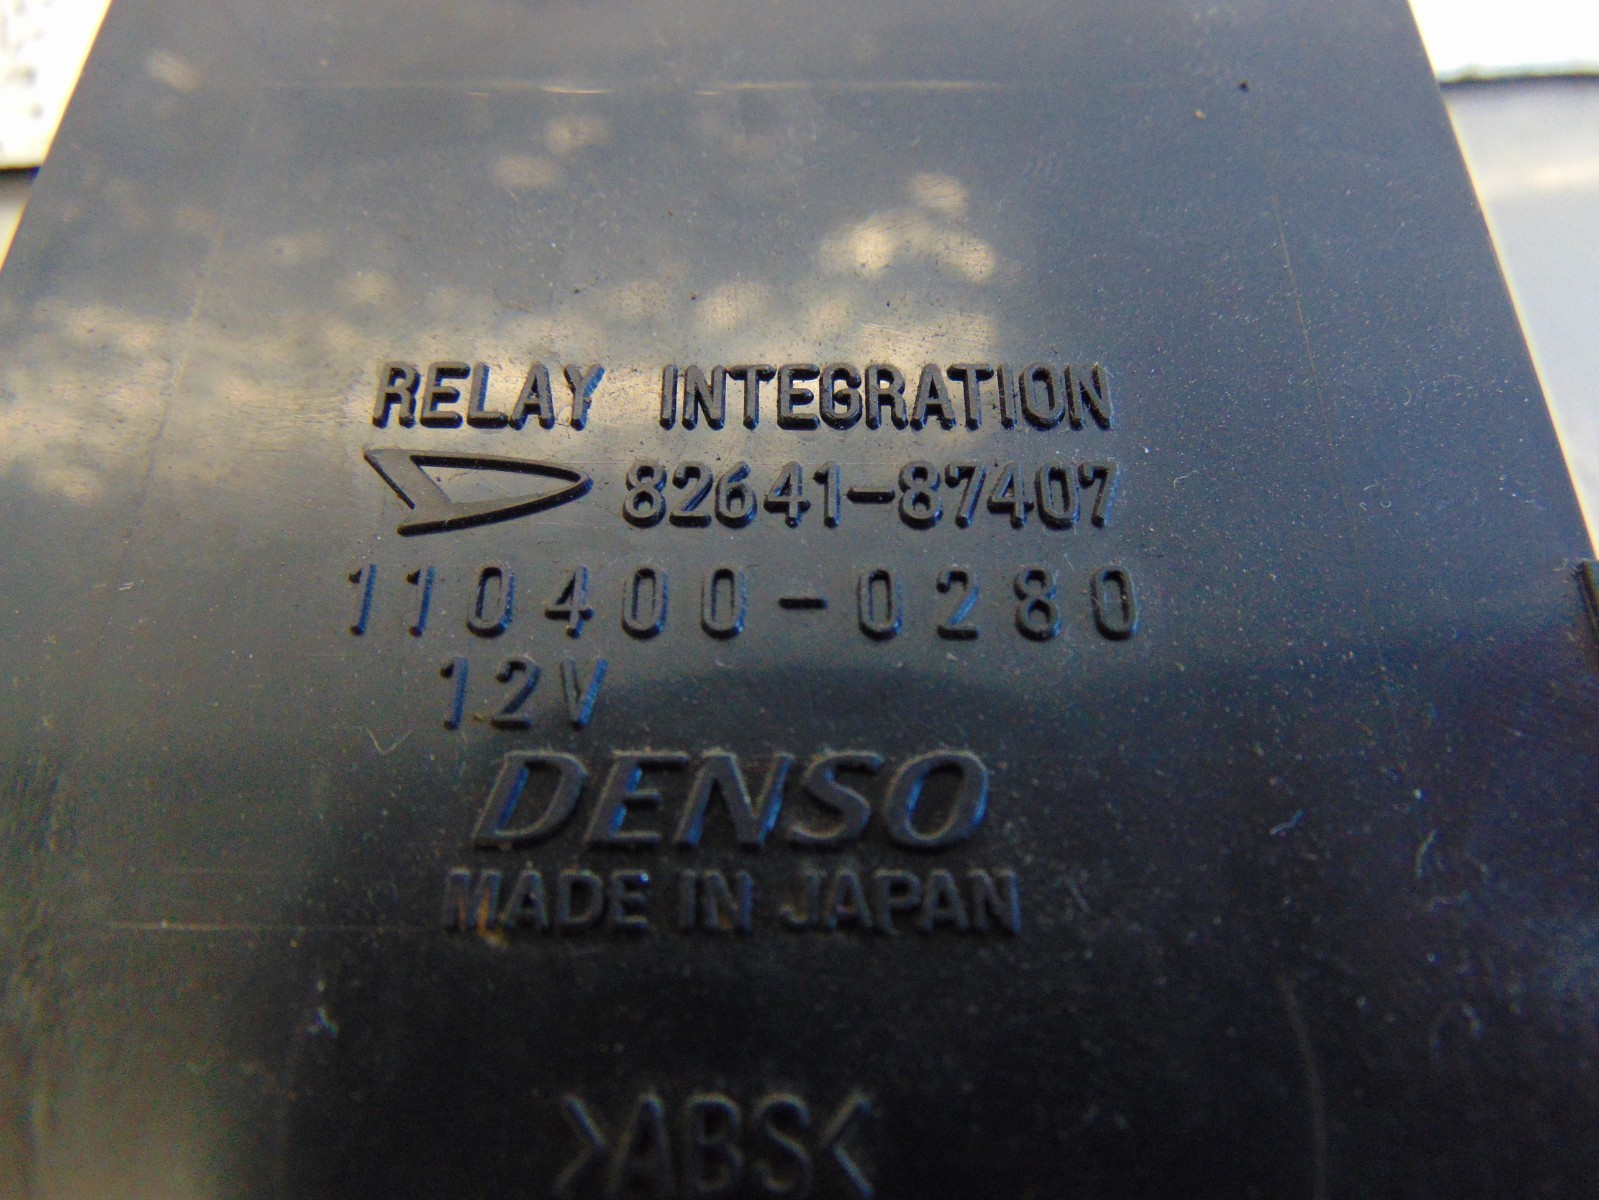 RELAY INTEGRATION
82641-87407
110400-0280
12V
DENSO
MADE IN JAPAN
>ABS<